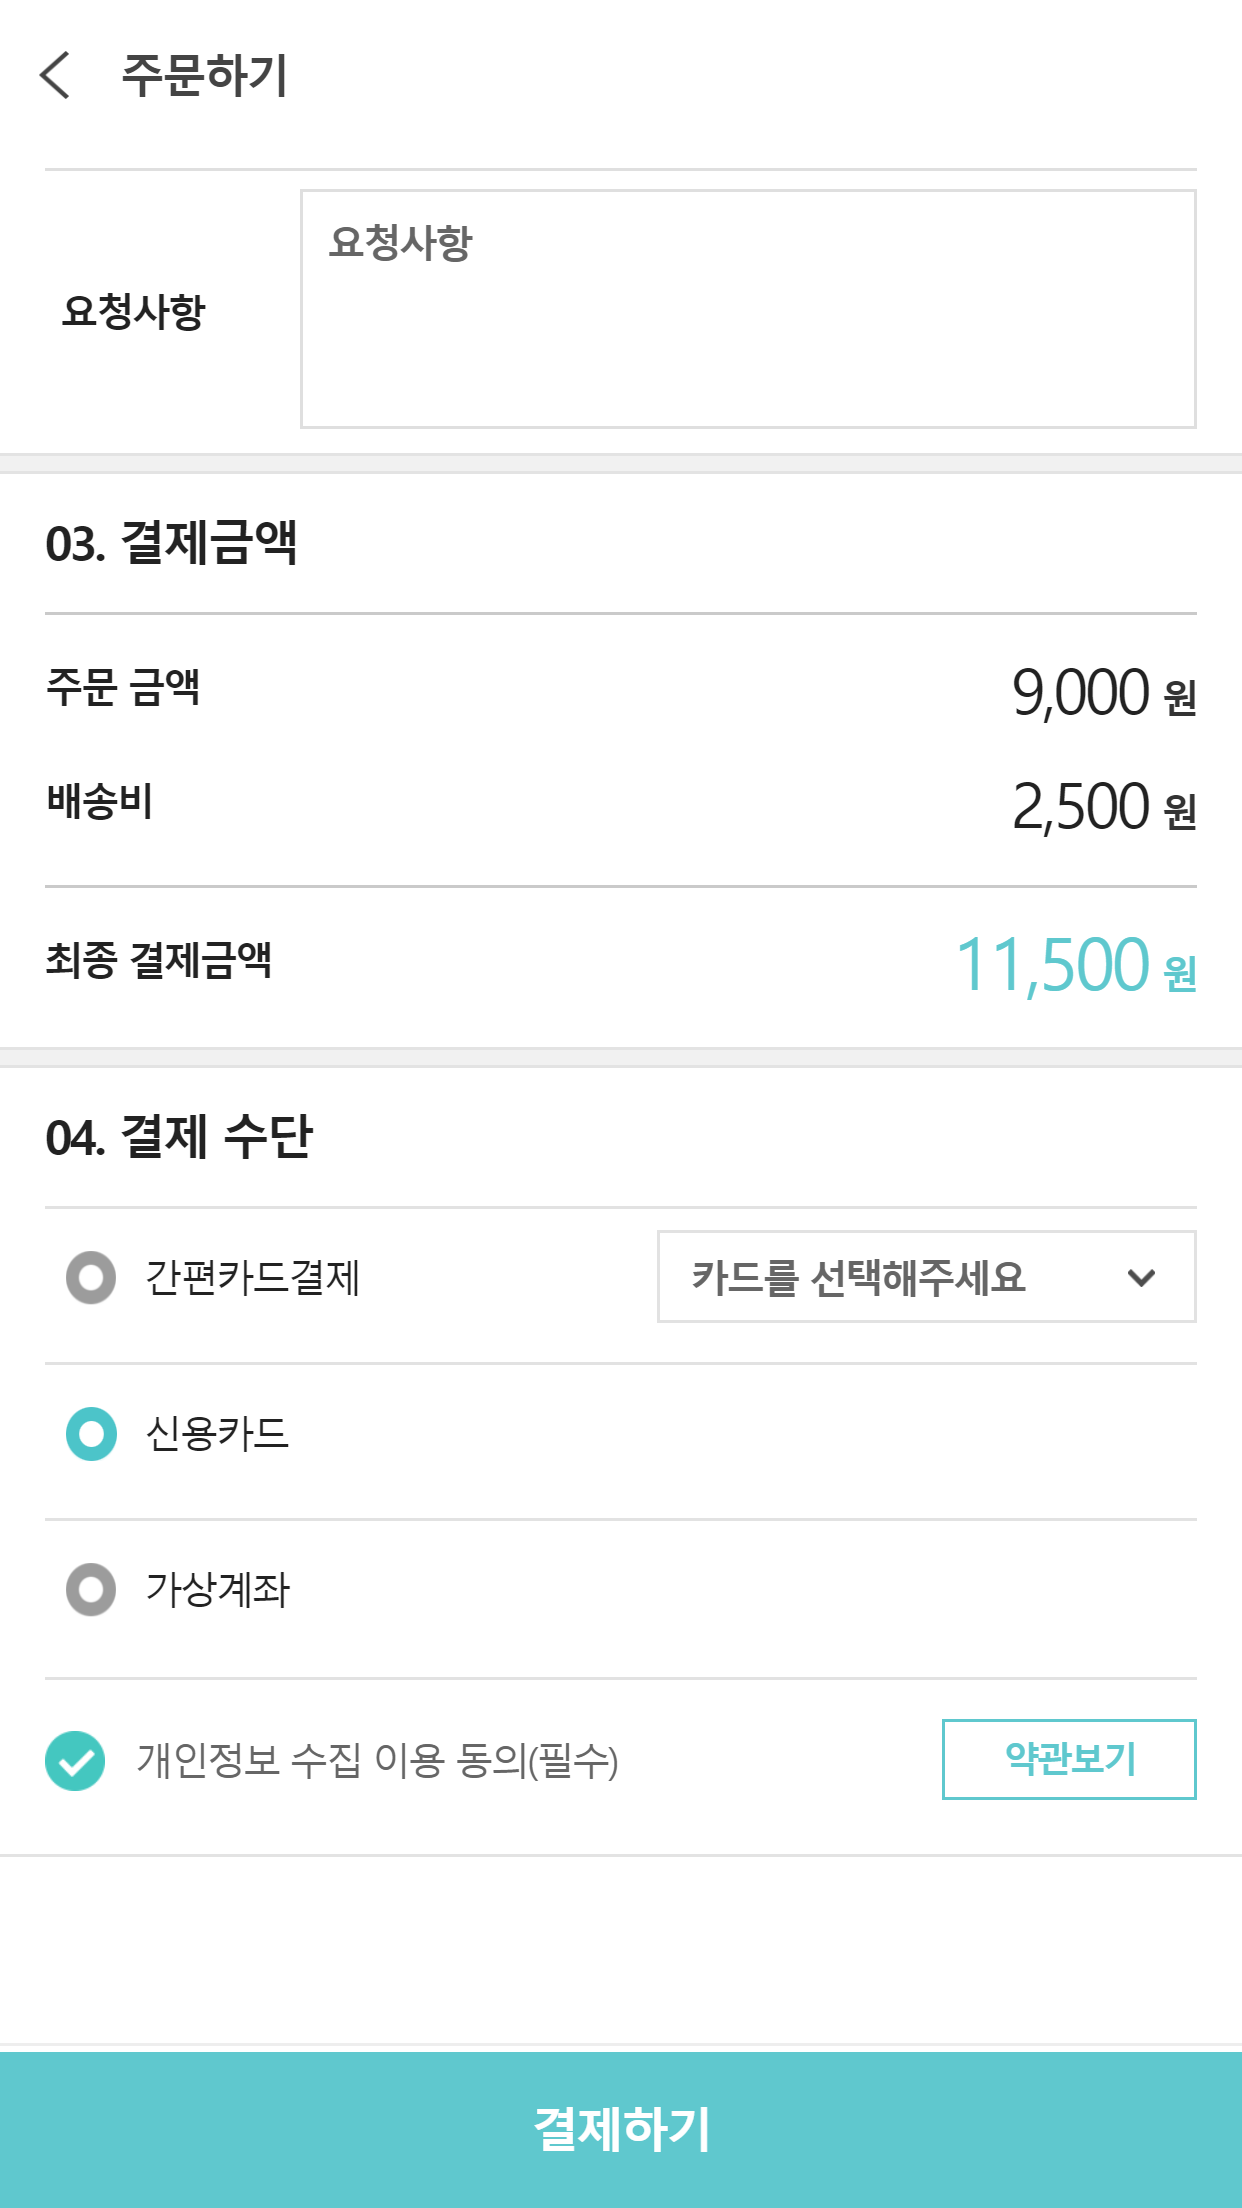 주문하기
요청사항
요청사항
03. 결제금액
주문 금액 9,000 원
배송비 2,500 원
최종 결제금액 11,500 원
04. 결제 수단
간편카드결제 카드를 선택해주세요
신용카드
가상계좌
개인정보 수집 이용 동의(필수) 약관보기
결제하기